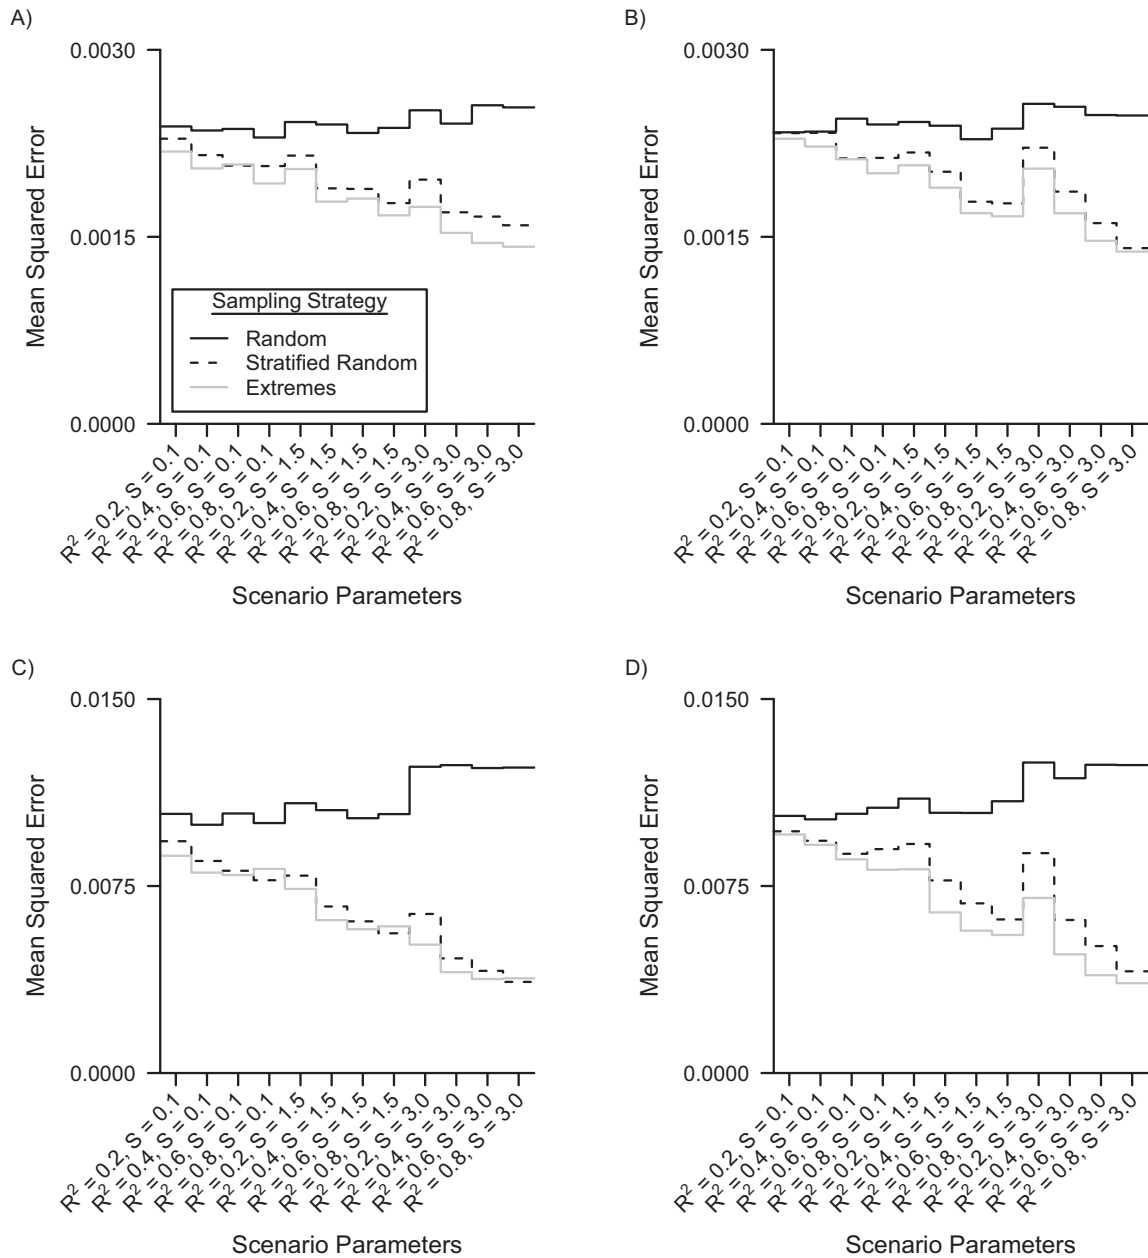 A)
0.0030
0.0015
0.0000
Mean Squared Error
Sampling Strategy
Random
Stratified Random
Extremes
R² = 0.2, S = 0.1
R² = 0.4, S = 0.1
R² = 0.6, S = 0.1
R² = 0.8, S = 0.1
R² = 0.2, S = 1.5
R² = 0.4, S = 1.5
R² = 0.6, S = 1.5
R² = 0.8, S = 1.5
R² = 0.2, S = 3.0
R² = 0.4, S = 3.0
R² = 0.6, S = 3.0
R² = 0.8, S = 3.0
Scenario Parameters
B)
0.0030
0.0015
0.0000
Mean Squared Error
R² = 0.2, S = 0.1
R² = 0.4, S = 0.1
R² = 0.6, S = 0.1
R² = 0.8, S = 0.1
R² = 0.2, S = 1.5
R² = 0.4, S = 1.5
R² = 0.6, S = 1.5
R² = 0.8, S = 1.5
R² = 0.2, S = 3.0
R² = 0.4, S = 3.0
R² = 0.6, S = 3.0
R² = 0.8, S = 3.0
Scenario Parameters
C)
0.0150
0.0075
0.0000
Mean Squared Error
R² = 0.2, S = 0.1
R² = 0.4, S = 0.1
R² = 0.6, S = 0.1
R² = 0.8, S = 0.1
R² = 0.2, S = 1.5
R² = 0.4, S = 1.5
R² = 0.6, S = 1.5
R² = 0.8, S = 1.5
R² = 0.2, S = 3.0
R² = 0.4, S = 3.0
R² = 0.6, S = 3.0
R² = 0.8, S = 3.0
Scenario Parameters
D)
0.0150
0.0075
0.0000
Mean Squared Error
R² = 0.2, S = 0.1
R² = 0.4, S = 0.1
R² = 0.6, S = 0.1
R² = 0.8, S = 0.1
R² = 0.2, S = 1.5
R² = 0.4, S = 1.5
R² = 0.6, S = 1.5
R² = 0.8, S = 1.5
R² = 0.2, S = 3.0
R² = 0.4, S = 3.0
R² = 0.6, S = 3.0
R² = 0.8, S = 3.0
Scenario Parameters